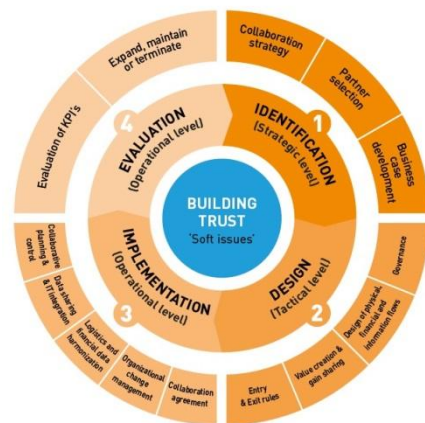 BUILDING
TRUST
'Soft issues'
1
IDENTIFICATION
(Strategic level)
Collaboration
strategy
Partner
selection
Business
case
development
2
DESIGN
(Tactical level)
Governance
Design of physical,
financial and
information flows
Value creation &
gain sharing
Entry
& Exit rules
3
IMPLEMENTATION
(Operational level)
Collaboration
agreement
Organizational
change
management
Logistics and
financial data
harmonization
Data sharing
& IT integration
Collaborative
planning &
control
4
EVALUATION
(Operational level)
Evaluation of KPI's
Expand, maintain
or terminate